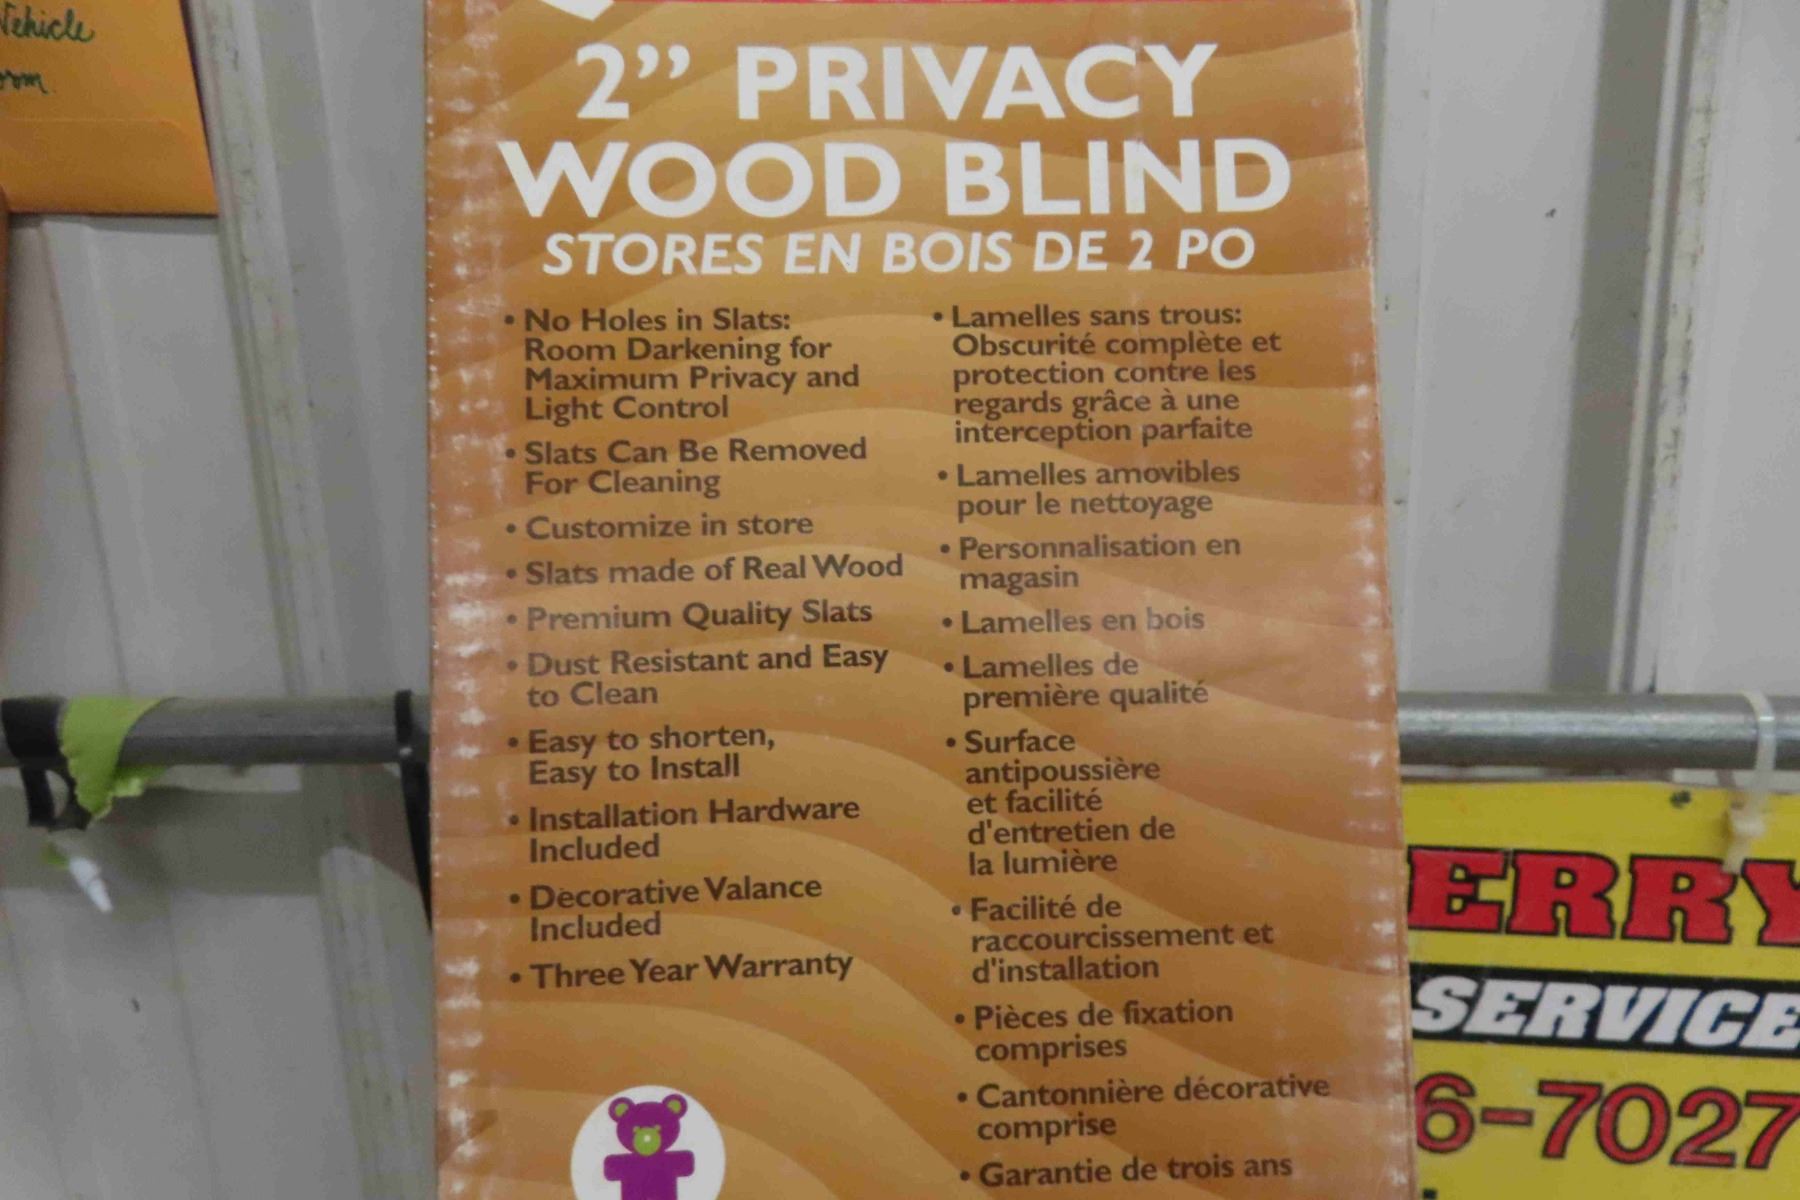 Vehicle
2” PRIVACY
WOOD BLIND
STORES EN BOIS DE 2 PO
• No Holes in Slats:
Room Darkening for
Maximum Privacy and
Light Control
• Slats Can Be Removed
For Cleaning
• Customize in store
• Slats made of Real Wood
• Premium Quality Slats
• Dust Resistant and Easy
to Clean
• Easy to shorten,
Easy to Install
• Installation Hardware
Included
• Decorative Valance
Included
• Three Year Warranty
• Lamelles sans trous:
Obscurité complète et
protection contre les
regards grâce à une
interception parfaite
• Lamelles amovibles
pour le nettoyage
• Personnalisation en
magasin
• Lamelles en bois
• Lamelles de
première qualité
• Surface
antipoussière
et facilité
d'entretien de
la lumière
• Facilité de
raccourcissement et
d'installation
• Pièces de fixation
comprises
• Cantonnière décorative
comprise
• Garantie de trois ans
ERRY
SERVICE
6-7027